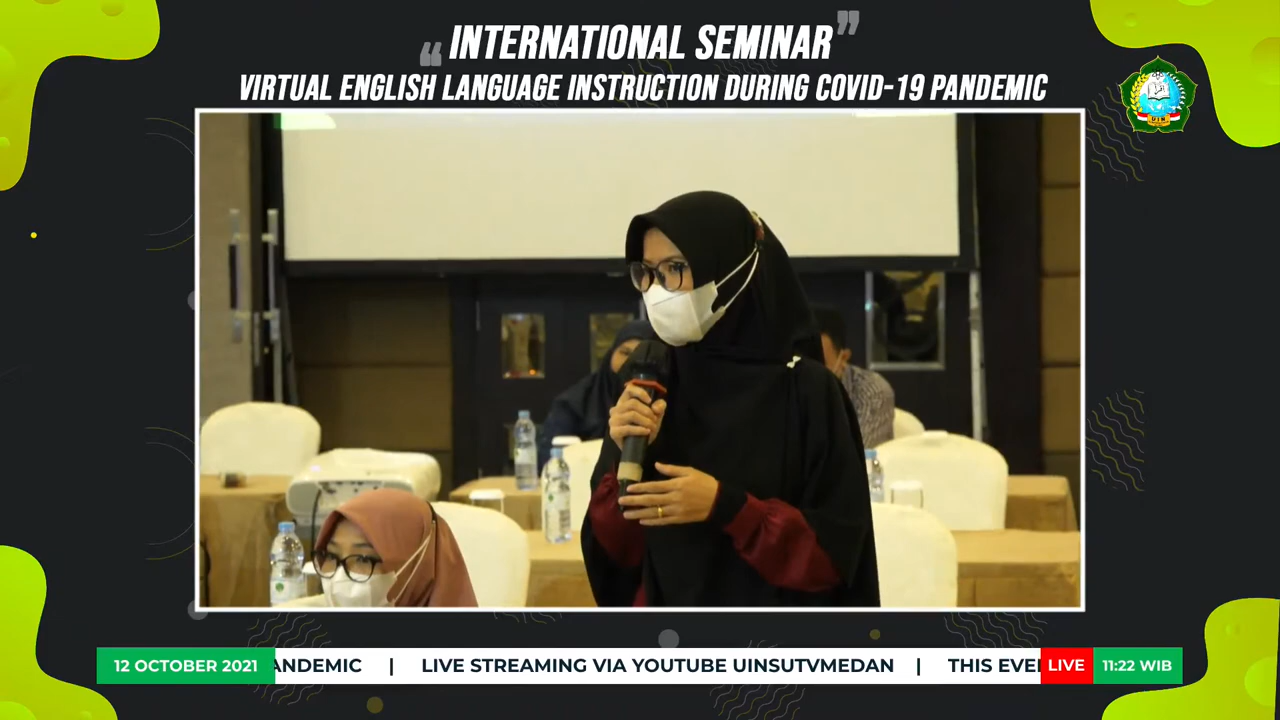 “ INTERNATIONAL SEMINAR ”
VIRTUAL ENGLISH LANGUAGE INSTRUCTION DURING COVID-19 PANDEMIC
UIN
12 OCTOBER 2021 ANDEMIC | LIVE STREAMING VIA YOUTUBE UINSUTVMEDAN | THIS EVE LIVE 11:22 WIB